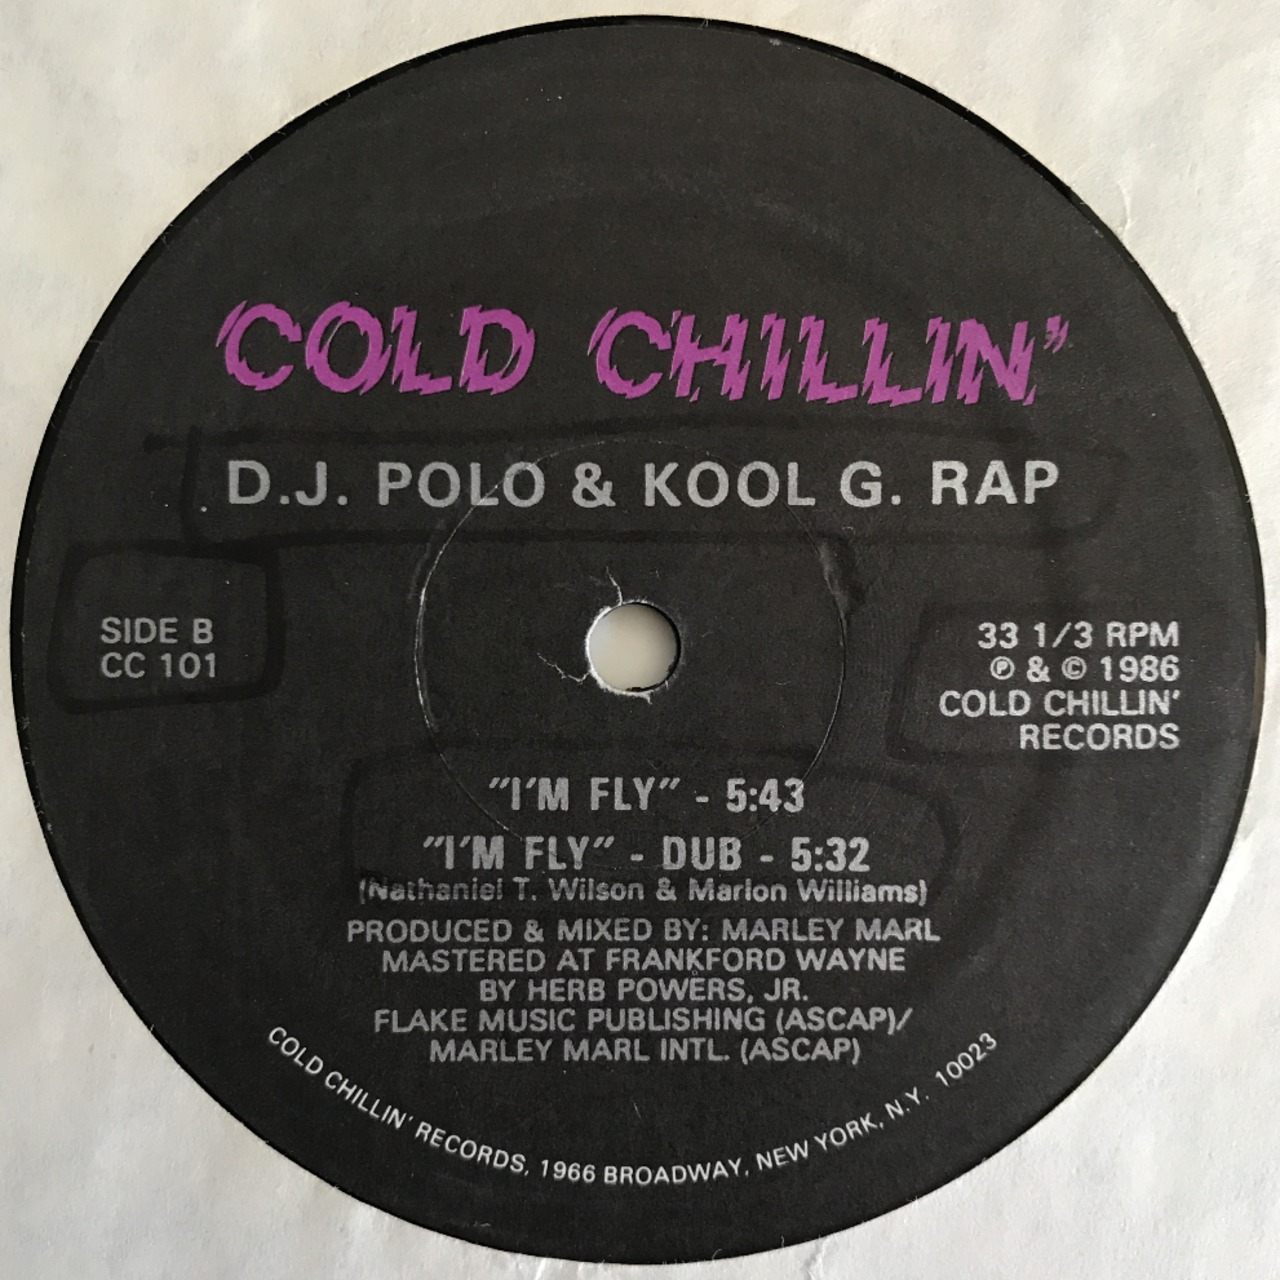 COLD CHILLIN'
D.J. POLO & KOOL G. RAP
SIDE B
CC 101
33 1/3 RPM
℗ & © 1986
COLD CHILLIN'
RECORDS
"I'M FLY" - 5:43
"I'M FLY" - DUB - 5:32
(Nathaniel T. Wilson & Marlon Williams)
PRODUCED & MIXED BY: MARLEY MARL
MASTERED AT FRANKFORD WAYNE
BY HERB POWERS, JR.
FLAKE MUSIC PUBLISHING (ASCAP)/
MARLEY MARL INTL. (ASCAP)
COLD CHILLIN' RECORDS, 1966 BROADWAY, NEW YORK, N.Y. 10023